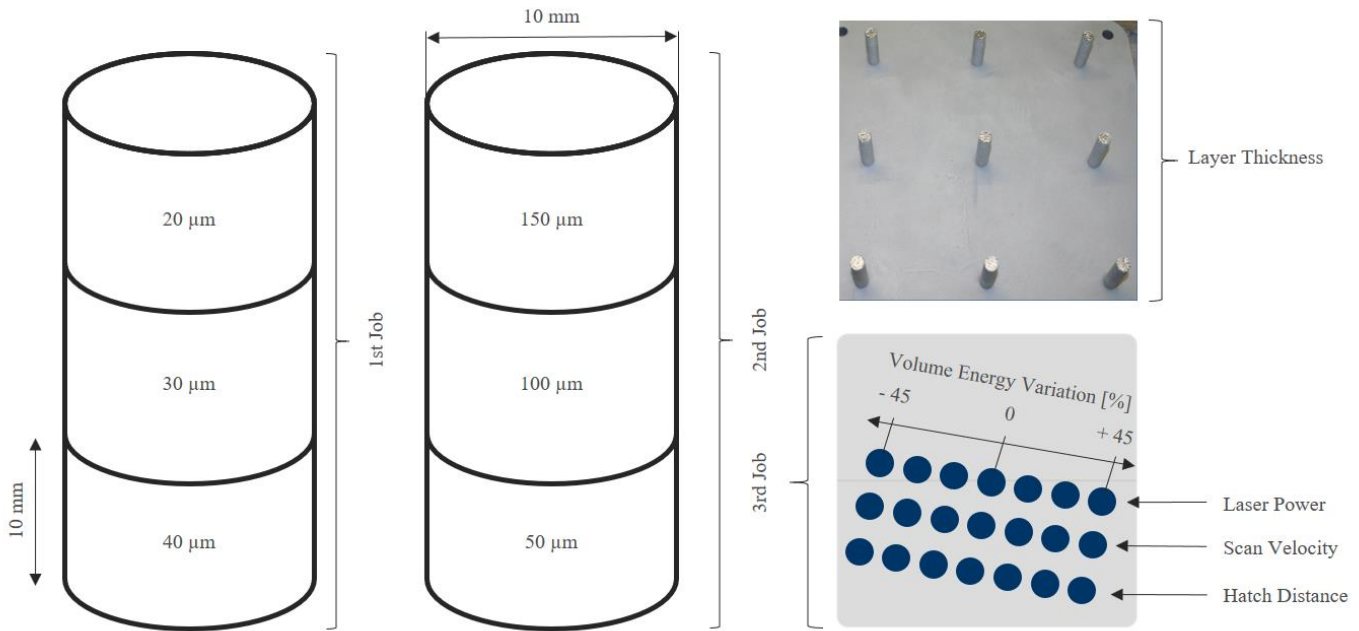 10 mm
20 µm
30 µm
40 µm
10 mm
1st Job
150 µm
100 µm
50 µm
2nd Job
Layer Thickness
3rd Job
Volume Energy Variation [%]
- 45
0
+ 45
Laser Power
Scan Velocity
Hatch Distance